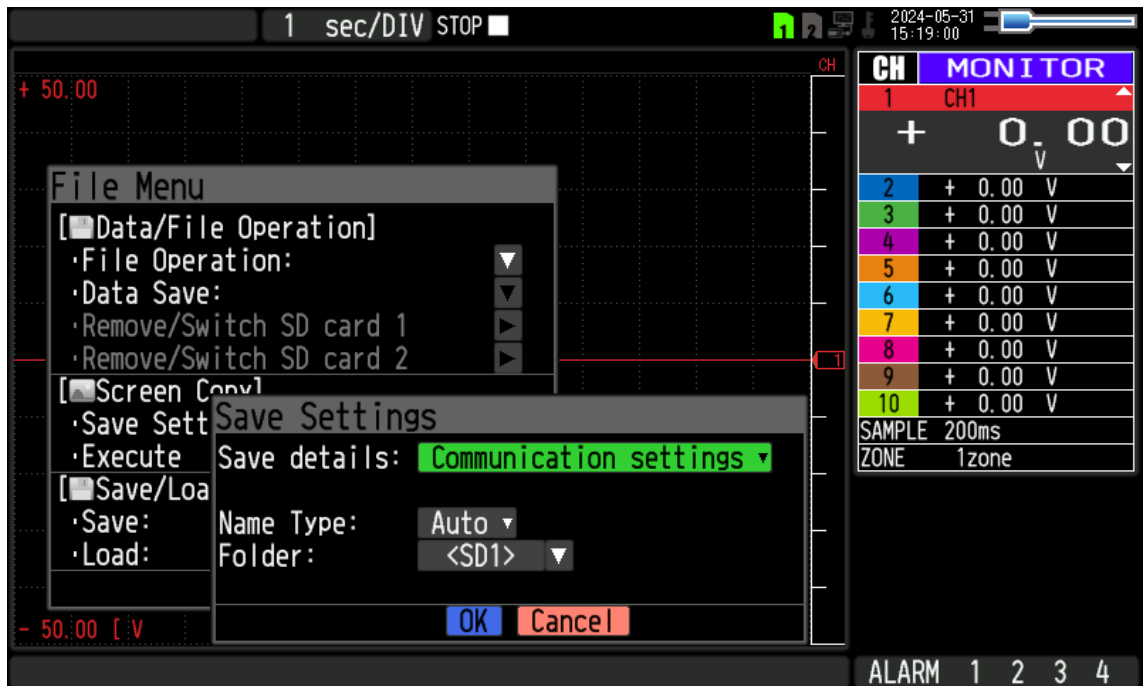 1 sec/DIV STOP
1 2
2024-05-31
15:19:00
CH
+ 50.00
File Menu
[Data/File Operation]
·File Operation: ▼
·Data Save: ▼
·Remove/Switch SD card 1 ►
·Remove/Switch SD card 2 ►
[Screen Copy]
·Save Sett
·Execute
[Save/Loa
·Save:
·Load:
Save Settings
Save details: Communication settings ▼
Name Type: Auto ▼
Folder: <SD1> ▼
OK Cancel
- 50.00 [ V
1
CH MONITOR
1 CH1
+ 0.00
V
2 + 0.00 V
3 + 0.00 V
4 + 0.00 V
5 + 0.00 V
6 + 0.00 V
7 + 0.00 V
8 + 0.00 V
9 + 0.00 V
10 + 0.00 V
SAMPLE 200ms
ZONE 1zone
ALARM 1 2 3 4